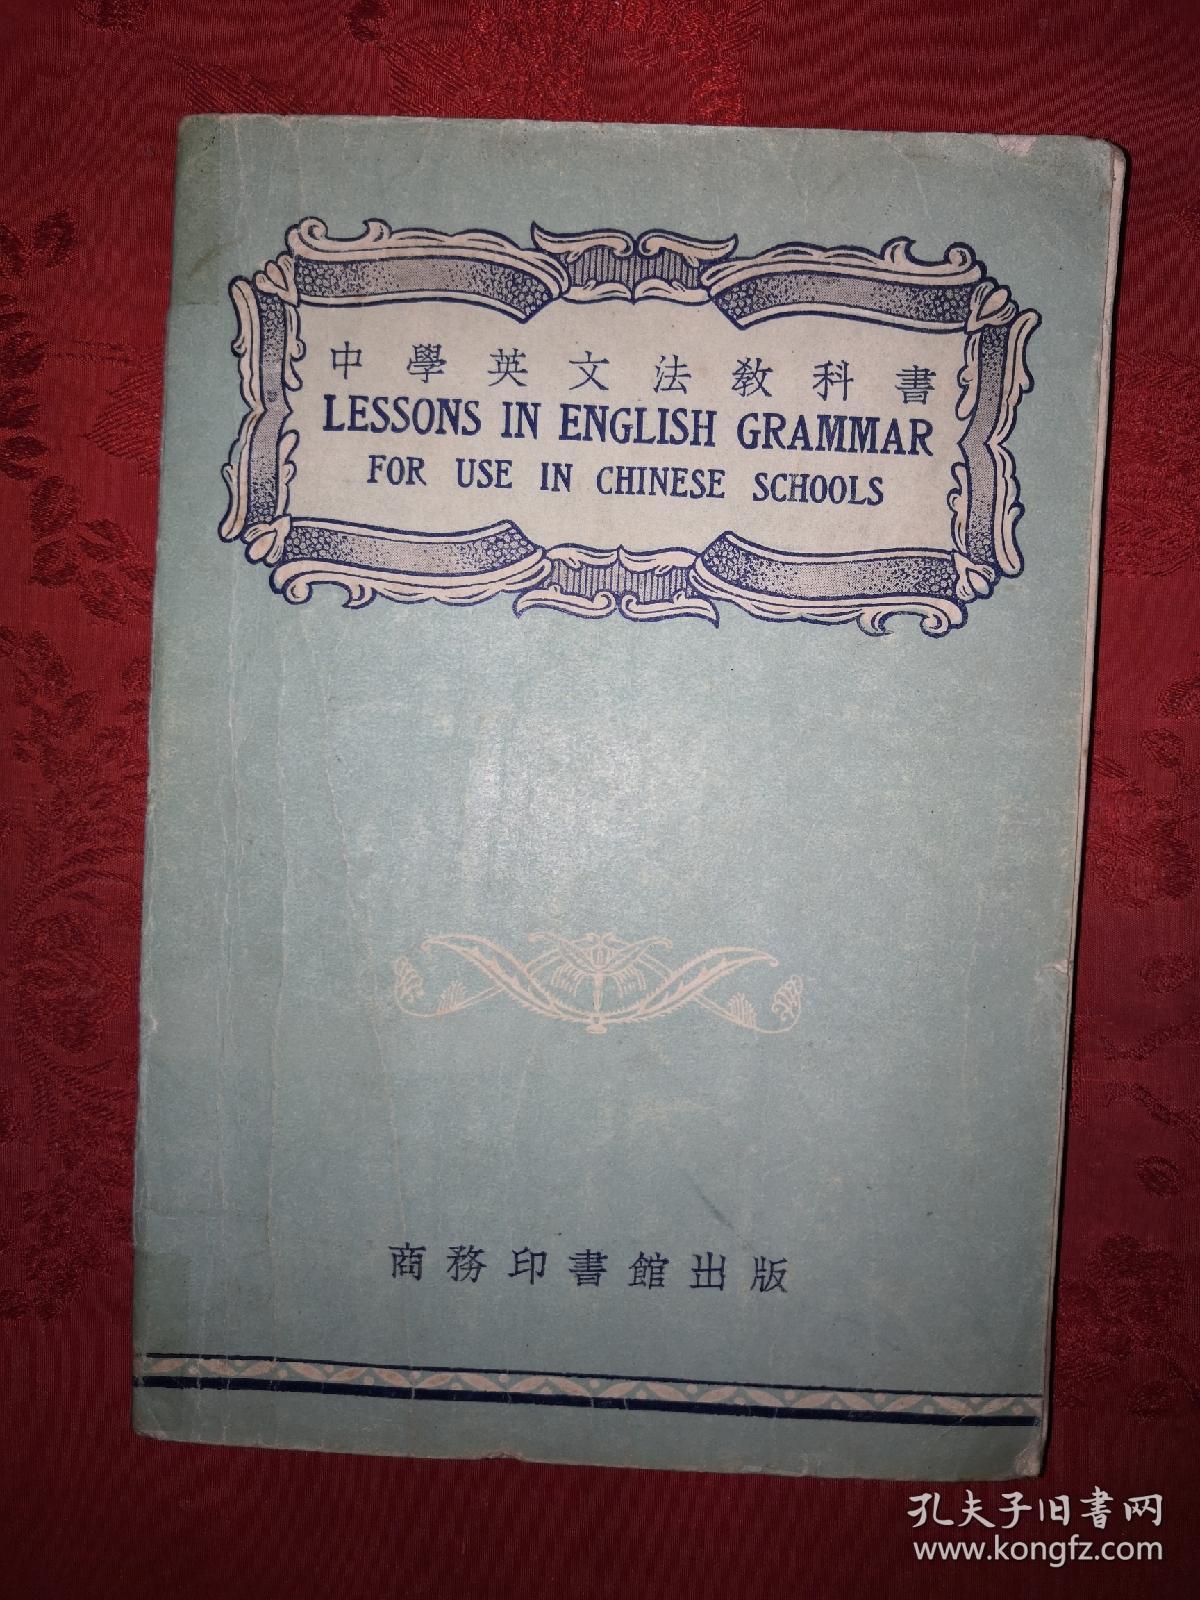 中學英文法教科書
LESSONS IN ENGLISH GRAMMAR
FOR USE IN CHINESE SCHOOLS
商務印書館出版
孔夫子旧书网
www.kongfz.com